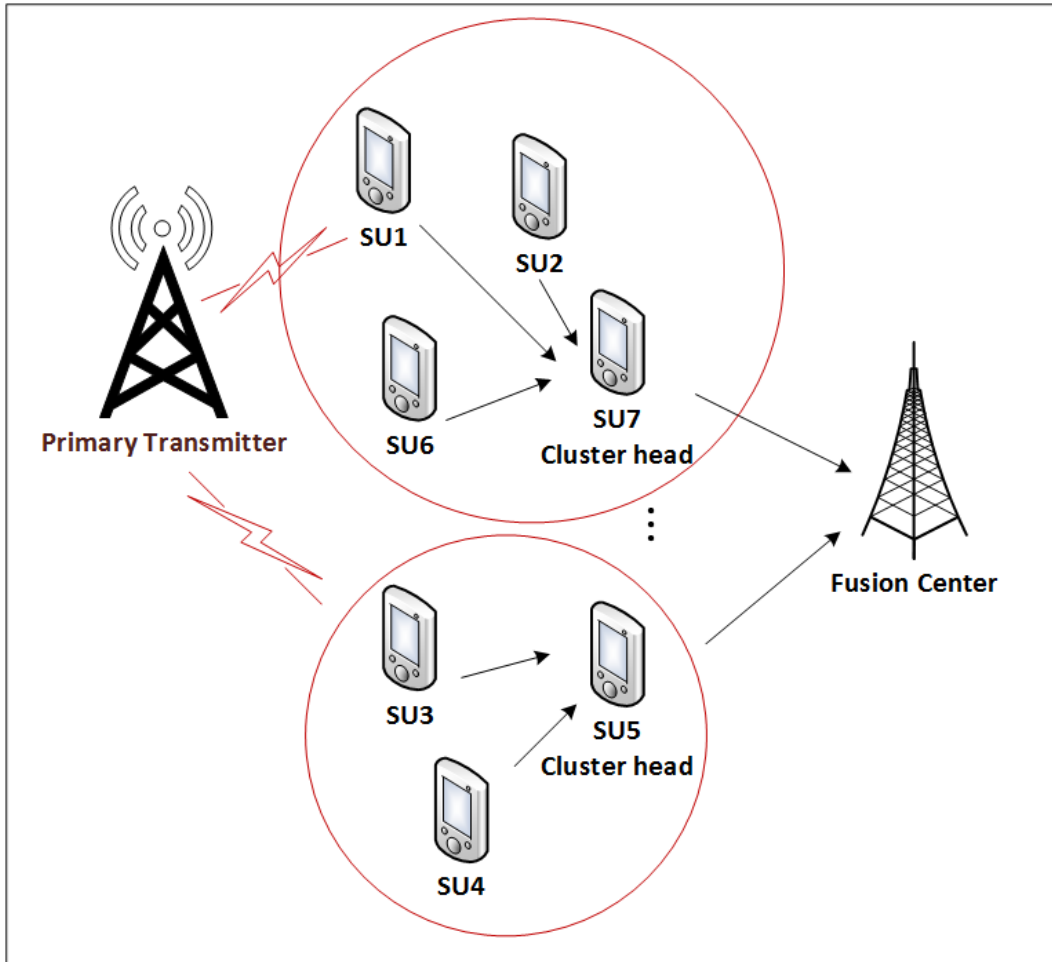 SU1
SU2
Primary Transmitter
SU6
SU7
Cluster head
Fusion Center
SU3
SU5
Cluster head
SU4